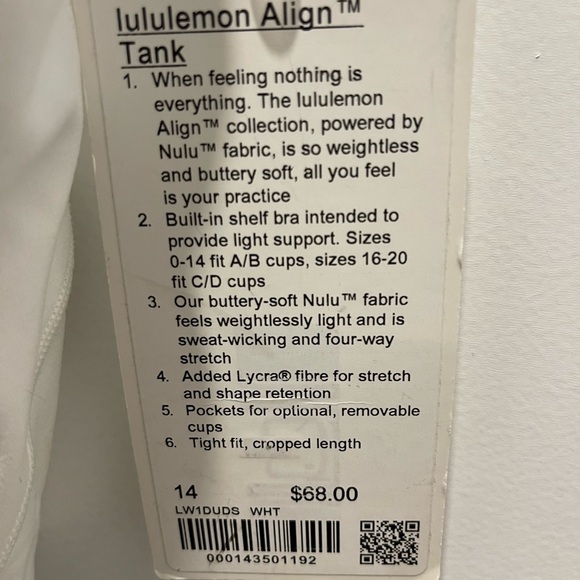 lululemon Align™
Tank
1. When feeling nothing is
everything. The lululemon
Align™ collection, powered by
Nulu™ fabric, is so weightless
and buttery soft, all you feel
is your practice
2. Built-in shelf bra intended to
provide light support. Sizes
0-14 fit A/B cups, sizes 16-20
fit C/D cups
3. Our buttery-soft Nulu™ fabric
feels weightlessly light and is
sweat-wicking and four-way
stretch
4. Added Lycra® fibre for stretch
and shape retention
5. Pockets for optional, removable
cups
6. Tight fit, cropped length
14 $68.00
LW1DUDS WHT
000143501192